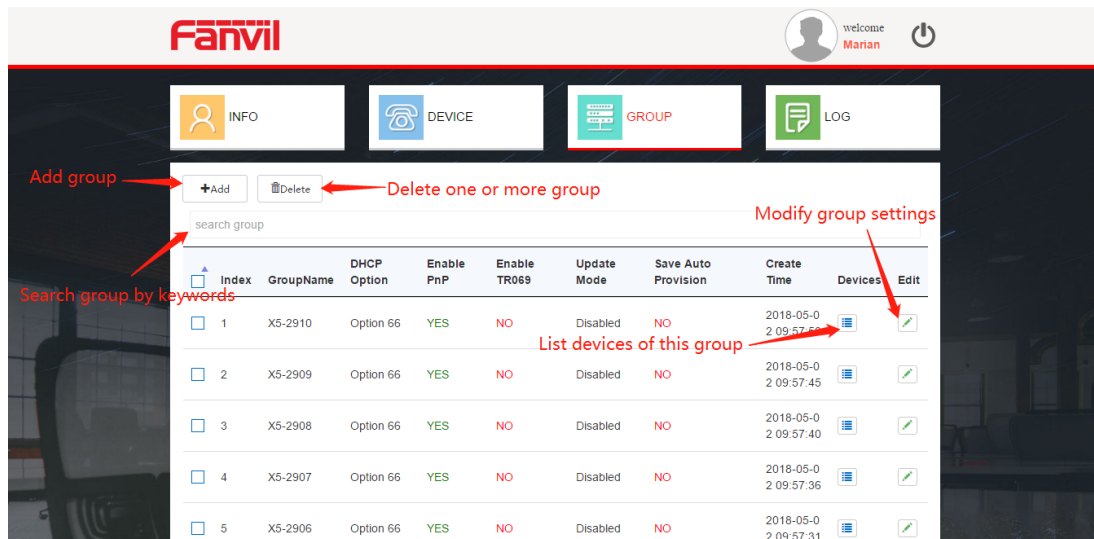 Fanvil
welcome
Marian
INFO
DEVICE
GROUP
LOG
Add group
Add
Delete
Delete one or more group
Modify group settings
search group
Search group by keywords
Index GroupName DHCP Option Enable PnP Enable TR069 Update Mode Save Auto Provision Create Time Devices Edit
1 X5-2910 Option 66 YES NO Disabled NO 2018-05-0
2 09:57:
List devices of this group
2 X5-2909 Option 66 YES NO Disabled NO 2018-05-0
2 09:57:45
3 X5-2908 Option 66 YES NO Disabled NO 2018-05-0
2 09:57:40
4 X5-2907 Option 66 YES NO Disabled NO 2018-05-0
2 09:57:36
5 X5-2906 Option 66 YES NO Disabled NO 2018-05-0
2 09:57:31